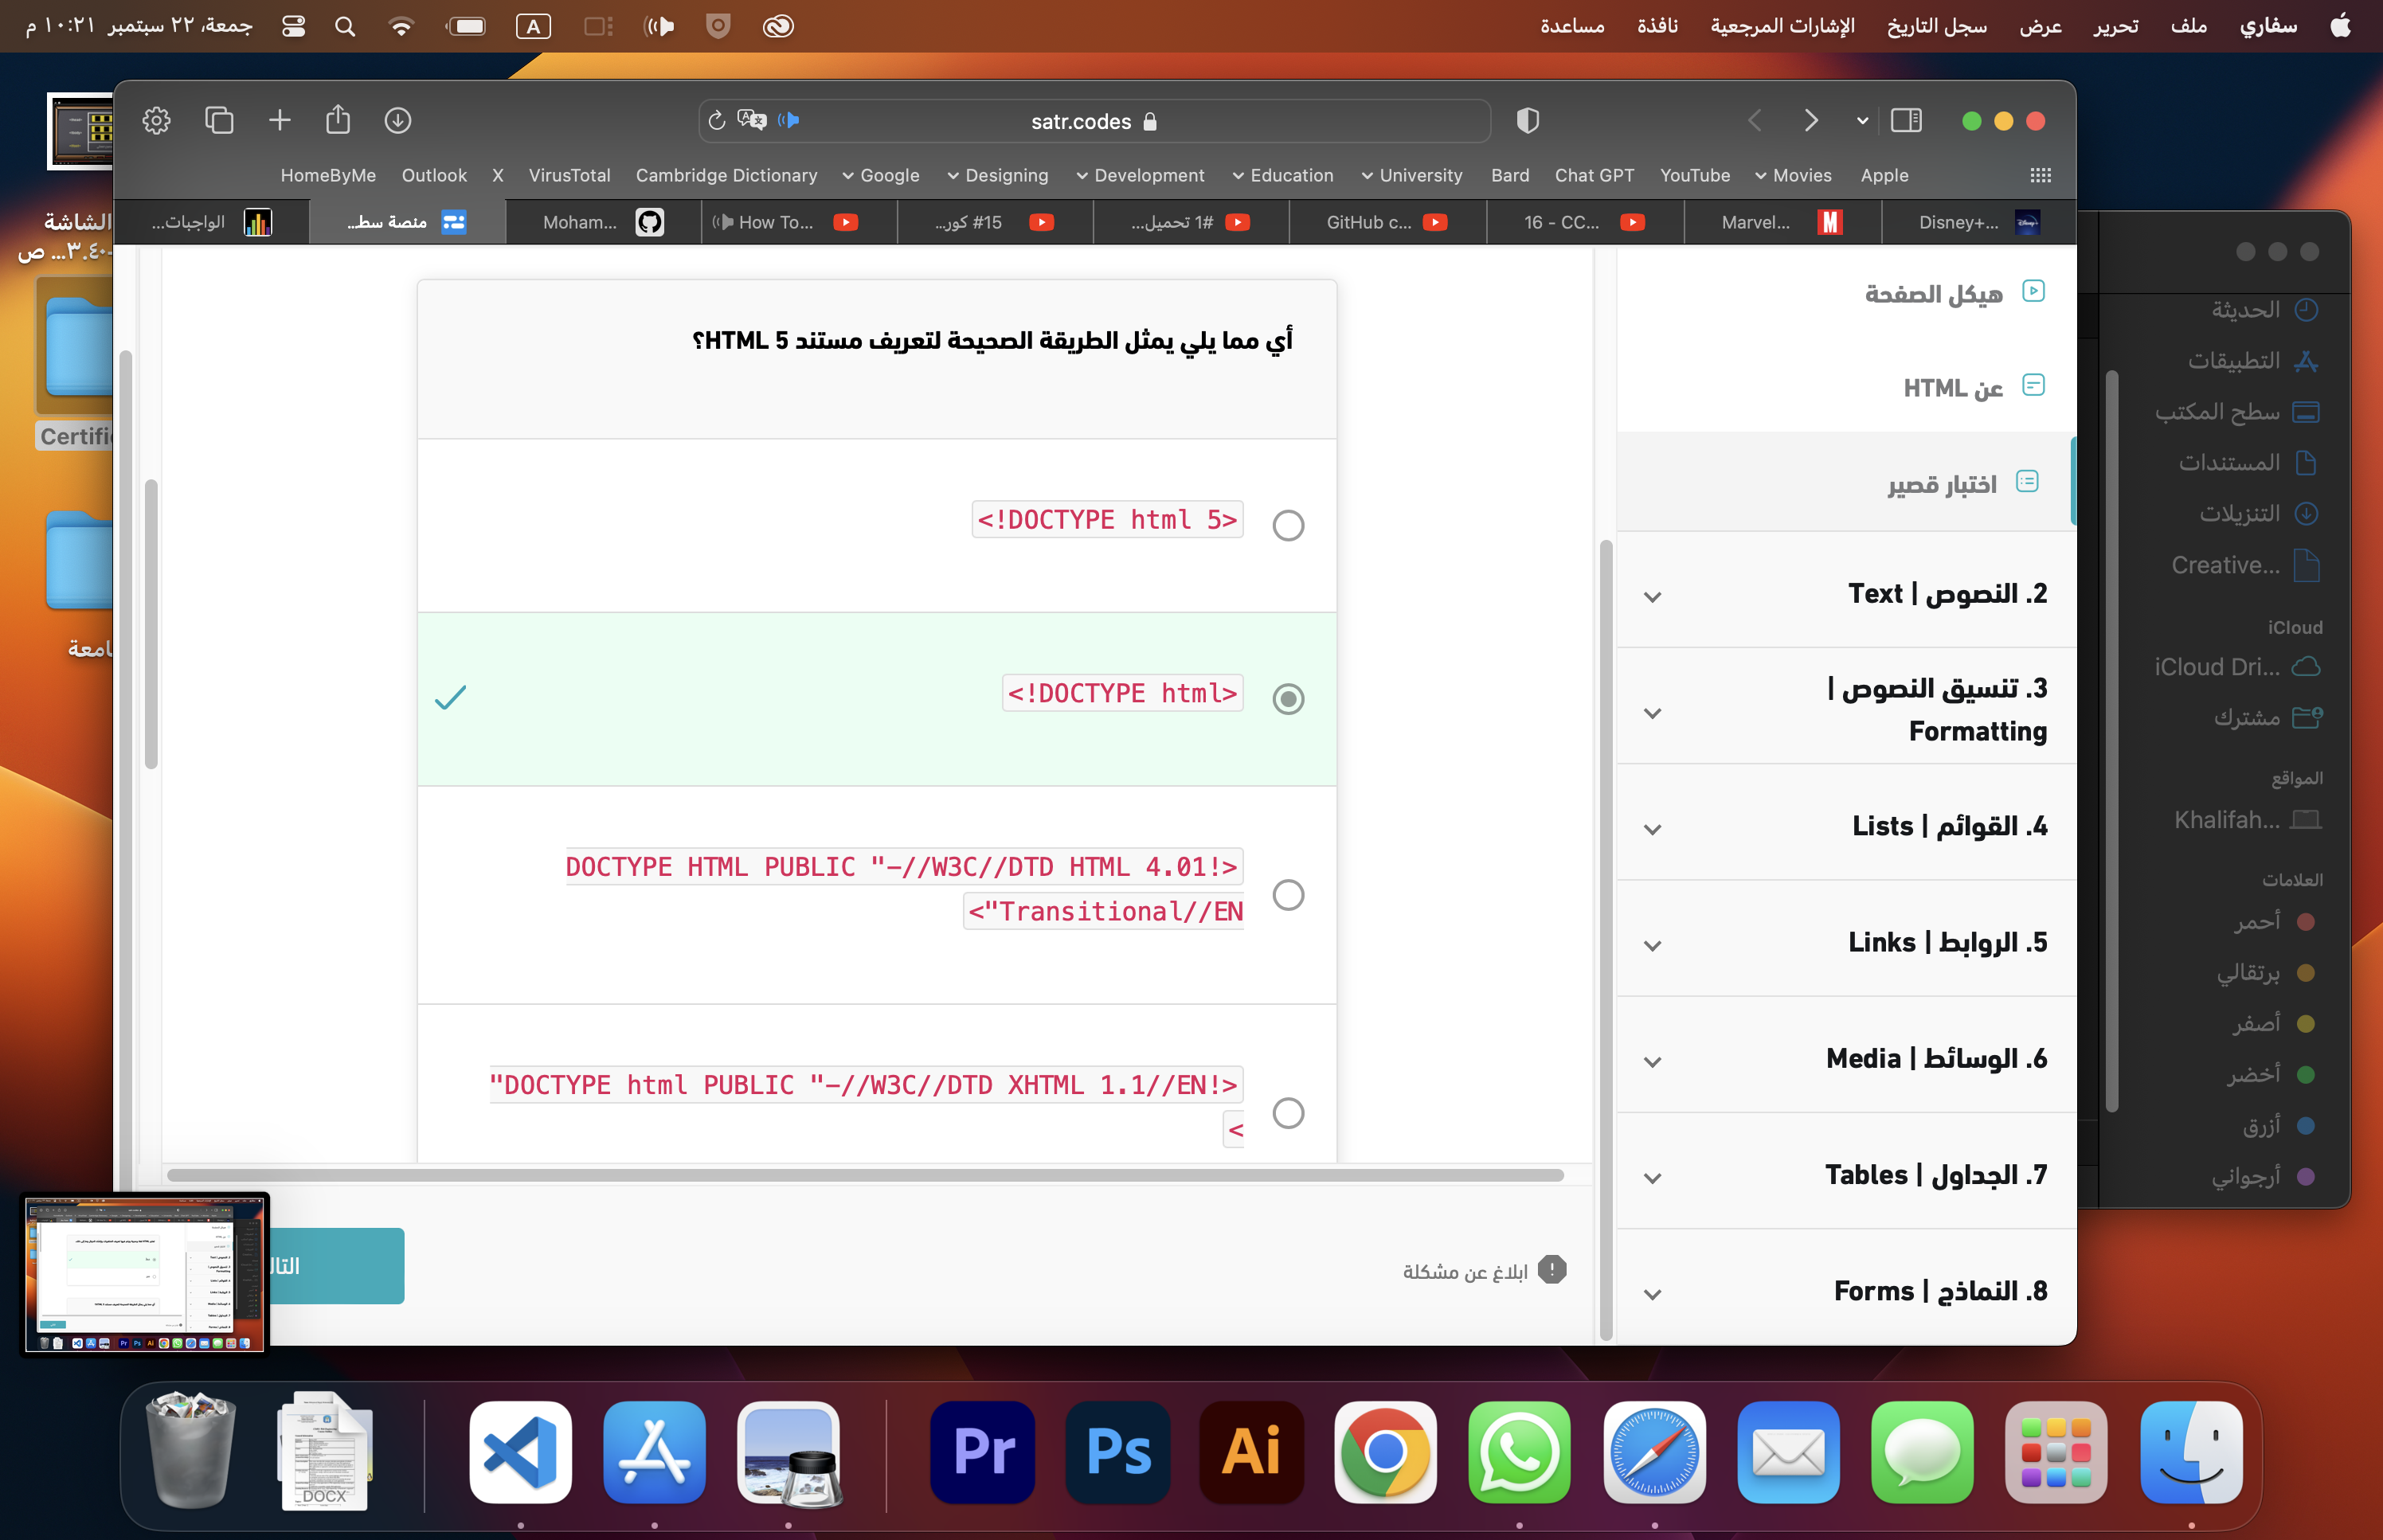 سفاري ملف تحرير عرض سجل التاريخ الإشارات المرجعية نافذة مساعدة
A جمعة، ٢٢ سبتمبر ١٠:٢١ م
satr.codes
HomeByMe Outlook X VirusTotal Cambridge Dictionary Google Designing Development Education University Bard Chat GPT YouTube Movies Apple
الواجبات...
منصة سط...
Moham...
How To...
#15 كور...
#1 تحميل...
GitHub c...
16 - CC...
Marvel...
Disney+...
هيكل الصفحة
عن HTML
اختبار قصير
2. النصوص | Text
3. تنسيق النصوص |
Formatting
4. القوائم | Lists
5. الروابط | Links
6. الوسائط | Media
7. الجداول | Tables
8. النماذج | Forms
أي مما يلي يمثل الطريقة الصحيحة لتعريف مستند HTML 5؟
<!DOCTYPE html 5>
<!DOCTYPE html>
DOCTYPE HTML PUBLIC "-//W3C//DTD HTML 4.01!>
<"Transitional//EN
"DOCTYPE html PUBLIC "-//W3C//DTD XHTML 1.1//EN!>
<
ابلاغ عن مشكلة
التا
الحديثة
التطبيقات
سطح المكتب
المستندات
التنزيلات
Creative...
iCloud
iCloud Dri...
مشترك
المواقع
Khalifah...
العلامات
أحمر
برتقالي
أصفر
أخضر
أزرق
أرجواني
الشاشة
٣.٤٠... ص
Certifi
امعة
DOCX
Pr
Ps
Ai